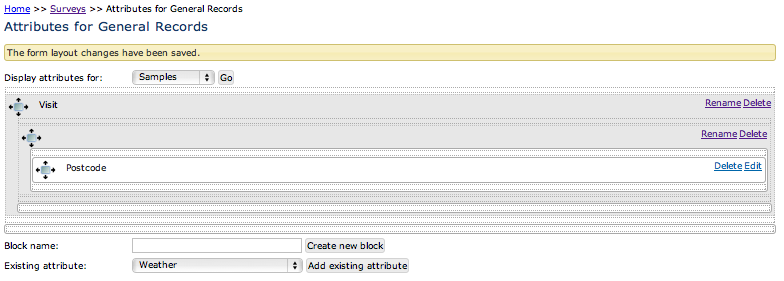 Home >> Surveys >> Attributes for General Records
Attributes for General Records
The form layout changes have been saved.
Display attributes for: Samples Go
Visit Rename Delete
Rename Delete
Postcode Delete Edit
Block name: Create new block
Existing attribute: Weather Add existing attribute